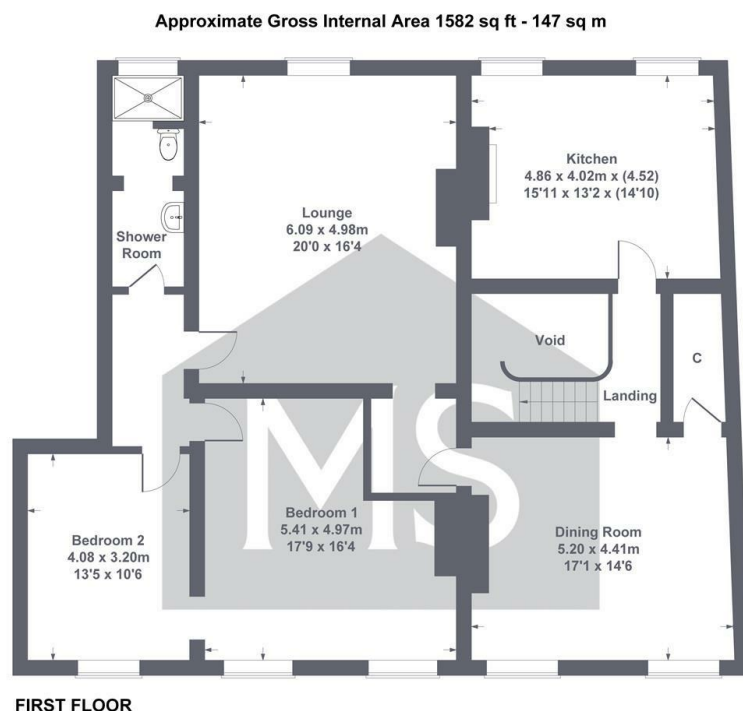 Approximate Gross Internal Area 1582 sq ft - 147 sq m
Kitchen
4.86 x 4.02m x (4.52)
15'11 x 13'2 x (14'10)
Lounge
6.09 x 4.98m
20'0 x 16'4
Shower
Room
Void
C
Landing
MS
Bedroom 1
5.41 x 4.97m
17'9 x 16'4
Bedroom 2
4.08 x 3.20m
13'5 x 10'6
Dining Room
5.20 x 4.41m
17'1 x 14'6
FIRST FLOOR